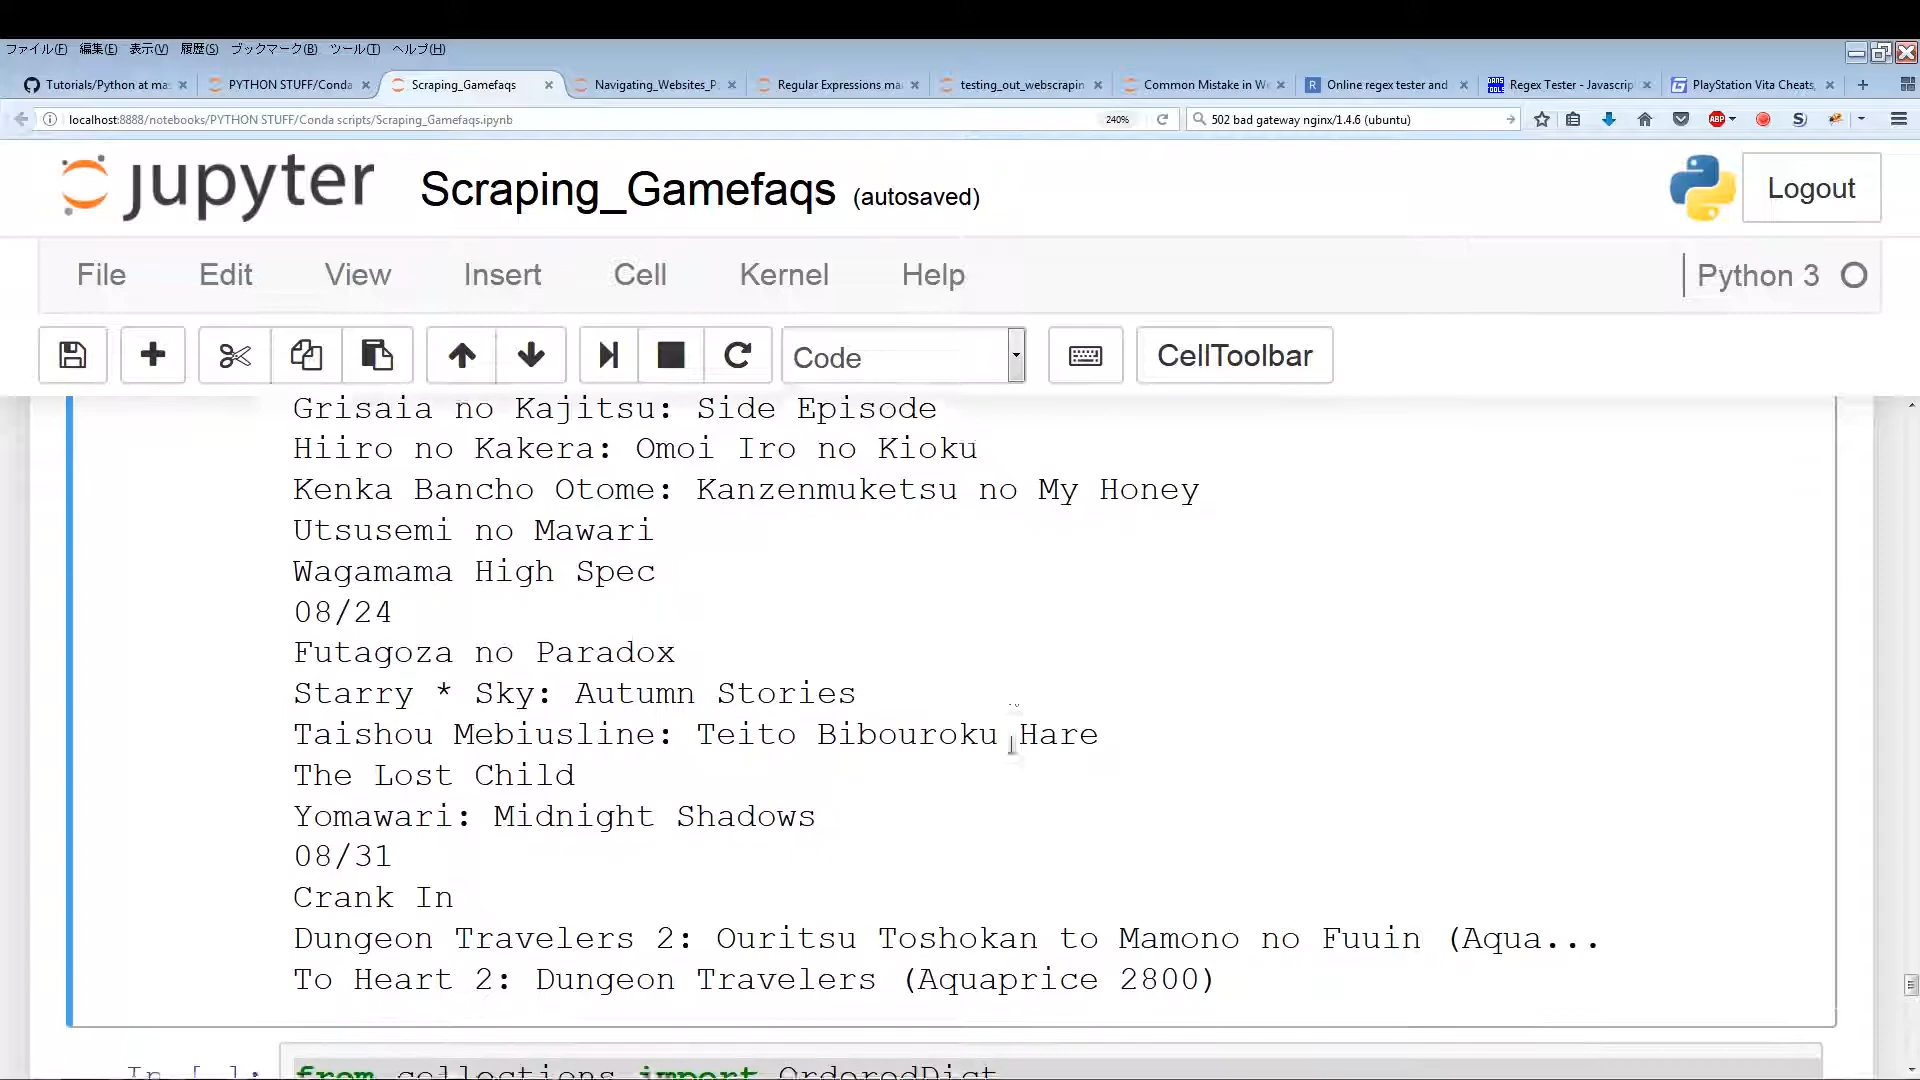 ファイル(F) 編集(E) 表示(V) 履歴(S) ブックマーク(B) ツール(T) ヘルプ(H)
Tutorials/Python at ma × PYTHON STUFF/Conda × Scraping_Gamefaqs × Navigating_Websites_P × Regular Expressions ma × testing_out_webscrapin × Common Mistake in W × Online regex tester and × Regex Tester - Javascrip × PlayStation Vita Cheats, ×
localhost:8888/notebooks/PYTHON STUFF/Conda scripts/Scraping_Gamefaqs.ipynb 240% 502 bad gateway nginx/1.4.6 (ubuntu) ABP
jupyter Scraping_Gamefaqs (autosaved) Logout
File Edit View Insert Cell Kernel Help Python 3
Code CellToolbar
Grisaia no Kajitsu: Side Episode
Hiiro no Kakera: Omoi Iro no Kioku
Kenka Bancho Otome: Kanzenmuketsu no My Honey
Utsusemi no Mawari
Wagamama High Spec
08/24
Futagoza no Paradox
Starry * Sky: Autumn Stories
Taishou Mebiusline: Teito Bibouroku Hare
The Lost Child
Yomawari: Midnight Shadows
08/31
Crank In
Dungeon Travelers 2: Ouritsu Toshokan to Mamono no Fuuin (Aqua...
To Heart 2: Dungeon Travelers (Aquaprice 2800)
In [ ]: from collections import OrderedDict